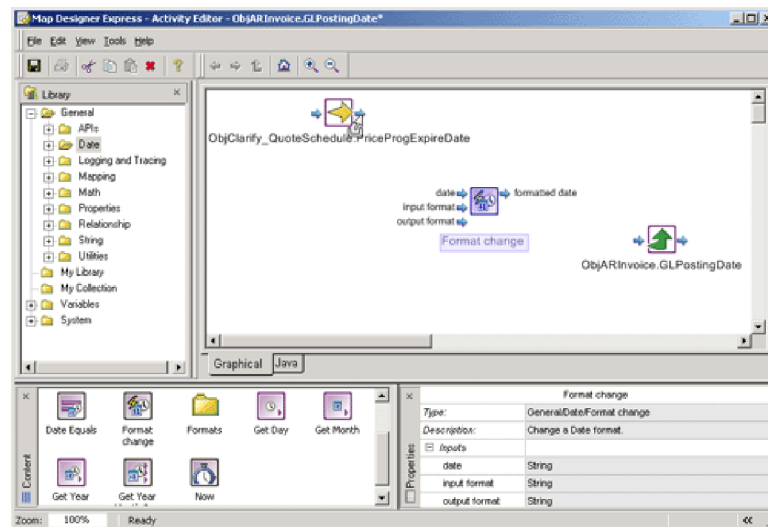 Map Designer Express - Activity Editor - ObjARInvoice.GLPostingDate*
File Edit View Tools Help
Library
General
APIs
Date
Logging and Tracing
Mapping
Math
Properties
Relationship
String
Utilities
My Library
My Collection
Variables
System
ObjClarify_QuoteSchedule.PriceProgExpireDate
date
input format
output format
formatted date
Format change
ObjARInvoice.GLPostingDate
Graphical Java
Content
Date Equals
Format change
Formats
Get Day
Get Month
Get Year
Get Year
Now
Properties
Format change
Type: General/Date/Format change
Description: Change a Date format.
Inputs
date String
input format String
output format String
Zoom: 100% Ready